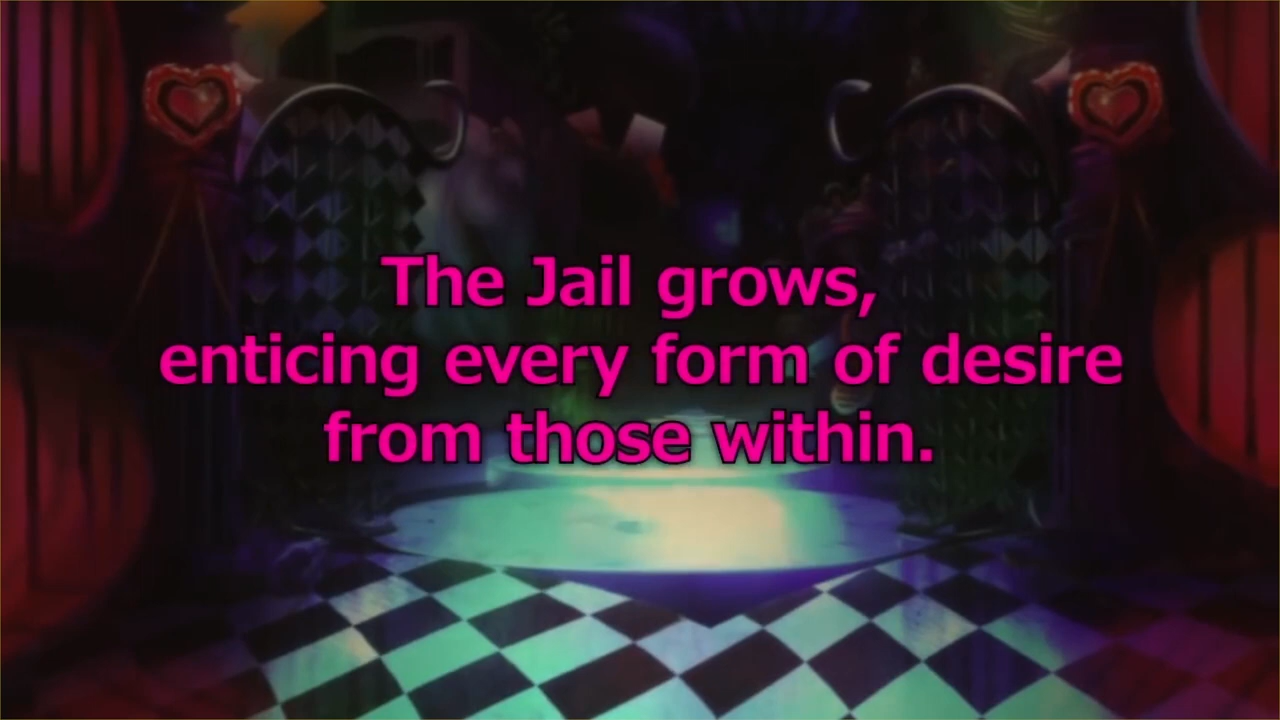 The Jail grows,
enticing every form of desire
from those within.